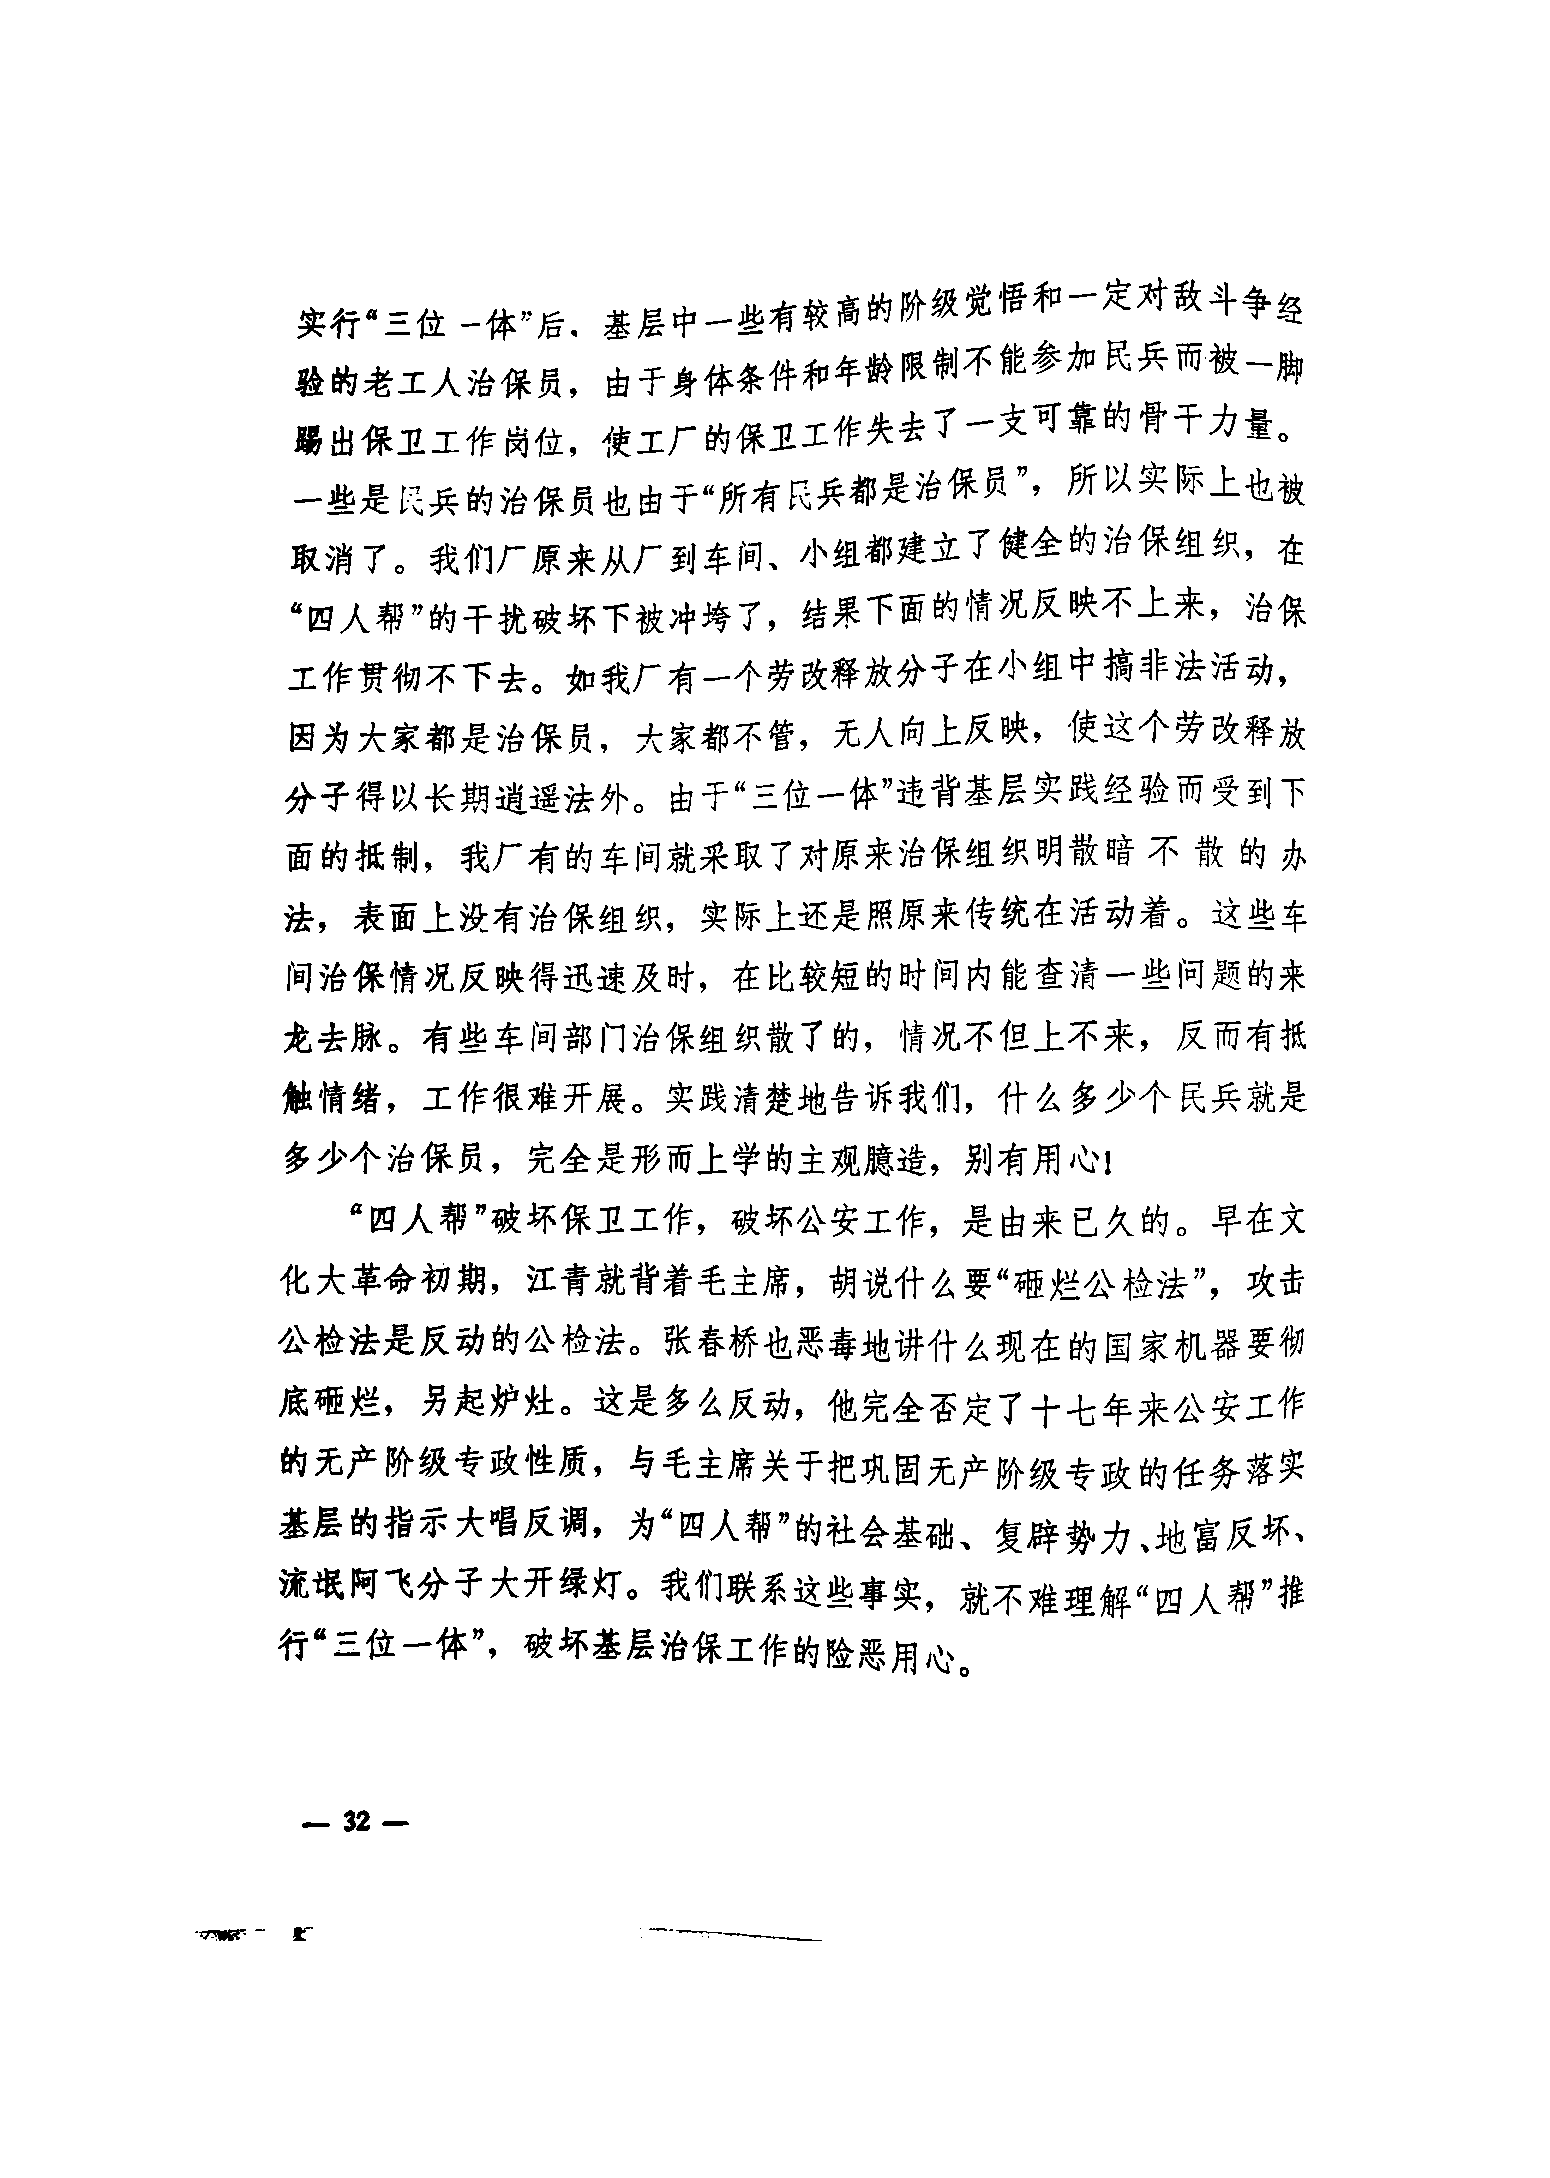 实行“三位一体”后，基层中一些有较高的阶级觉悟和一定对敌斗争经
验的老工人治保员，由于身体条件和年龄限制不能参加民兵而被一脚
踢出保卫工作岗位，使工厂的保卫工作失去了一支可靠的骨干力量。
一些是民兵的治保员也由于“所有民兵都是治保员”，所以实际上也被
取消了。我们厂原来从厂到车间、小组都建立了健全的治保组织，在
“四人帮”的干扰破坏下被冲垮了，结果下面的情况反映不上来，治保
工作贯彻不下去。如我厂有一个劳改释放分子在小组中搞非法活动，
因为大家都是治保员，大家都不管，无人向上反映，使这个劳改释放
分子得以长期逍遥法外。由于“三位一体”违背基层实践经验而受到下
面的抵制，我厂有的车间就采取了对原来治保组织明散暗不散的办
法，表面上没有治保组织，实际上还是照原来传统在活动着。这些车
间治保情况反映得迅速及时，在比较短的时间内能查清一些问题的来
龙去脉。有些车间部门治保组织散了的，情况不但上不来，反而有抵
触情绪，工作很难开展。实践清楚地告诉我们，什么多少个民兵就是
多少个治保员，完全是形而上学的主观臆造，别有用心！
“四人帮”破坏保卫工作，破坏公安工作，是由来已久的。早在文
化大革命初期，江青就背着毛主席，胡说什么要“砸烂公检法”，攻击
公检法是反动的公检法。张春桥也恶毒地讲什么现在的国家机器要彻
底砸烂，另起炉灶。这是多么反动，他完全否定了十七年来公安工作
的无产阶级专政性质，与毛主席关于把巩固无产阶级专政的任务落实
基层的指示大唱反调，为“四人帮”的社会基础、复辟势力、地富反坏、
流氓阿飞分子大开绿灯。我们联系这些事实，就不难理解“四人帮”推
行“三位一体”，破坏基层治保工作的险恶用心。
— 32 —